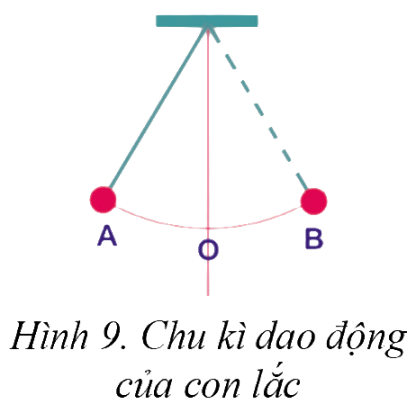 A
O
B
Hình 9. Chu kì dao động
của con lắc